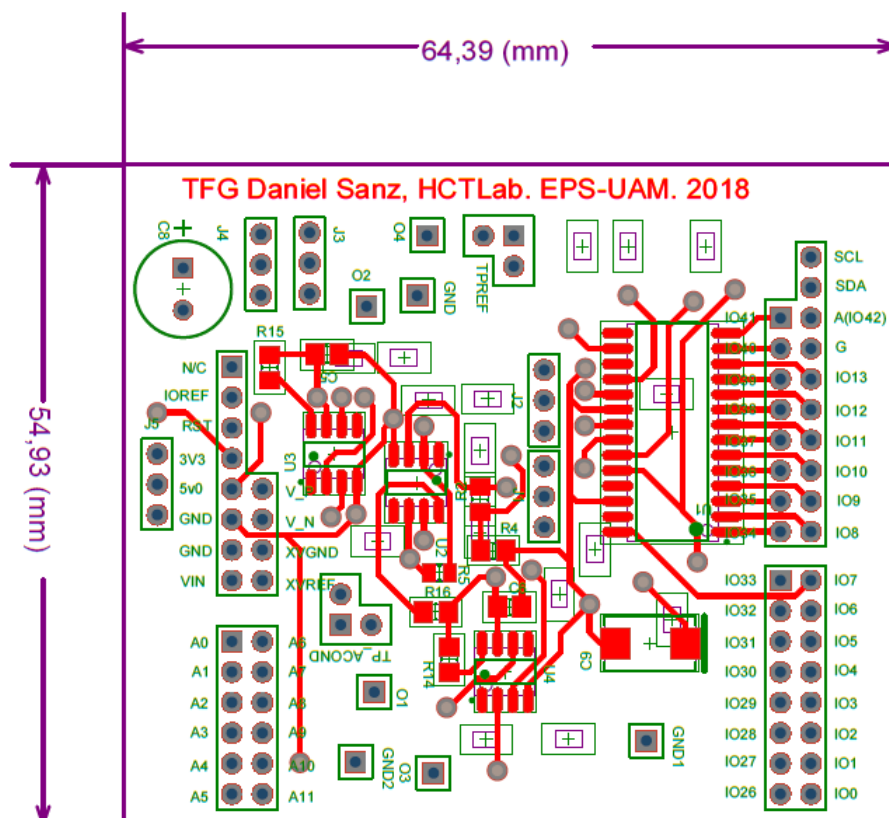 64,39 (mm)
54,93 (mm)
TFG Daniel Sanz, HCTLab. EPS-UAM. 2018
C8
+
J4
J3
O4
TPREF
O2
GND
SCL
SDA
IO41
A(IO42)
G
R15
N/C
IOREF
RST
J5
3V3
5v0
GND
GND
VIN
V_N
XVGND
XVREF
U3
J2
IO13
IO12
IO11
IO10
IO9
IO8
U1
U2
R4
R5
R16
TP_ACOND
R14
U4
C9
IO33
IO7
IO32
IO6
IO31
IO5
IO30
IO4
IO29
IO3
IO28
IO2
IO27
IO1
IO26
IO0
A0
A6
A1
A7
A2
A8
A3
A9
A4
A10
A5
A11
O1
GND2
O3
GND1